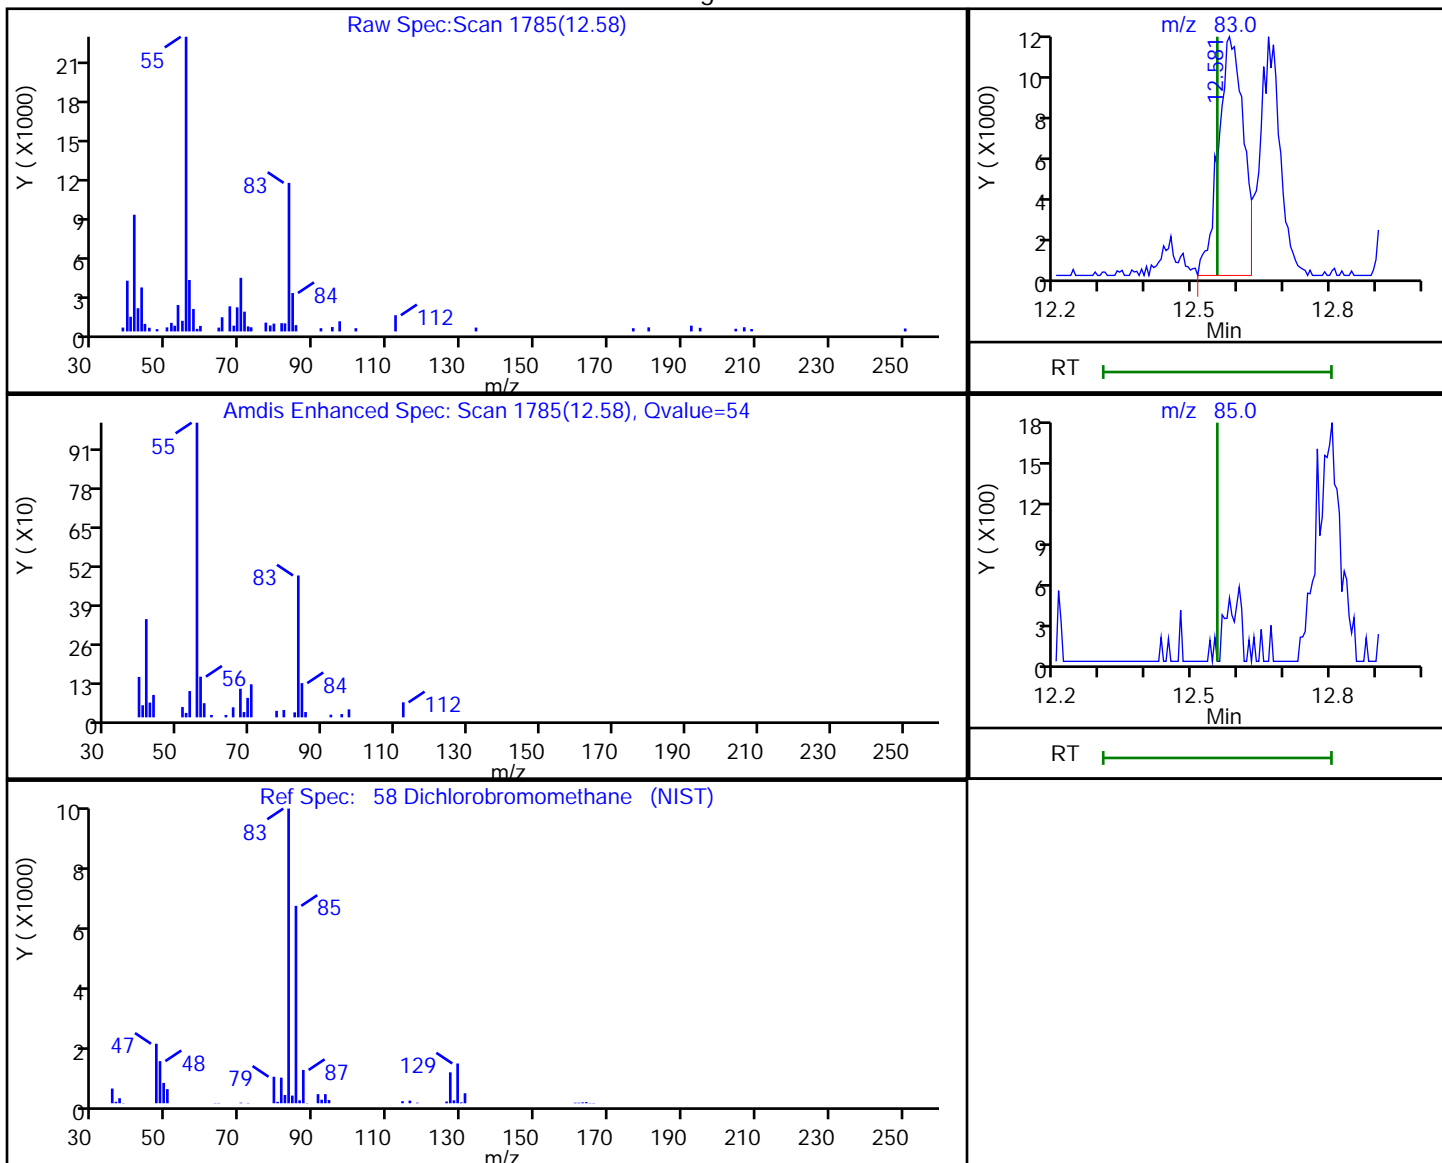 Raw Spec:Scan 1785(12.58)
Y ( X1000)
21
18
15
12
9
6
3
0
55
83
84
112
30 50 70 90 110 130 150 170 190 210 230 250
m/z
m/z 83.0
Y ( X1000)
12
10
8
6
4
2
0
12.581
12.2 12.5 12.8
Min
RT
Amdis Enhanced Spec: Scan 1785(12.58), Qvalue=54
Y ( X10)
91
78
65
52
39
26
13
0
55
83
56
84
112
30 50 70 90 110 130 150 170 190 210 230 250
m/z
m/z 85.0
Y ( X100)
18
15
12
9
6
3
0
12.2 12.5 12.8
Min
RT
Ref Spec: 58 Dichlorobromomethane (NIST)
Y ( X1000)
10
8
6
4
2
0
83
85
47
48
79
87
129
30 50 70 90 110 130 150 170 190 210 230 250
m/z